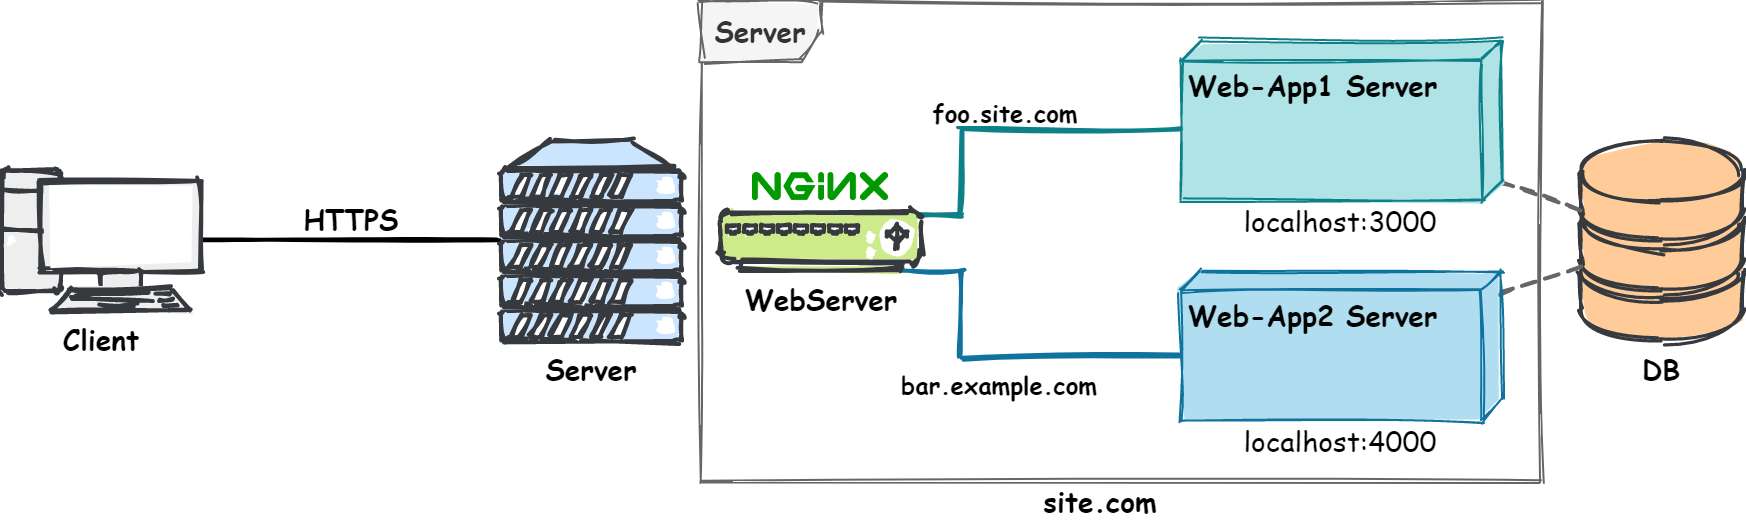 Server
Web-App1 Server
foo.site.com
NGiNX
HTTPS
localhost:3000
WebServer
Web-App2 Server
Client
Server
DB
bar.example.com
localhost:4000
site.com